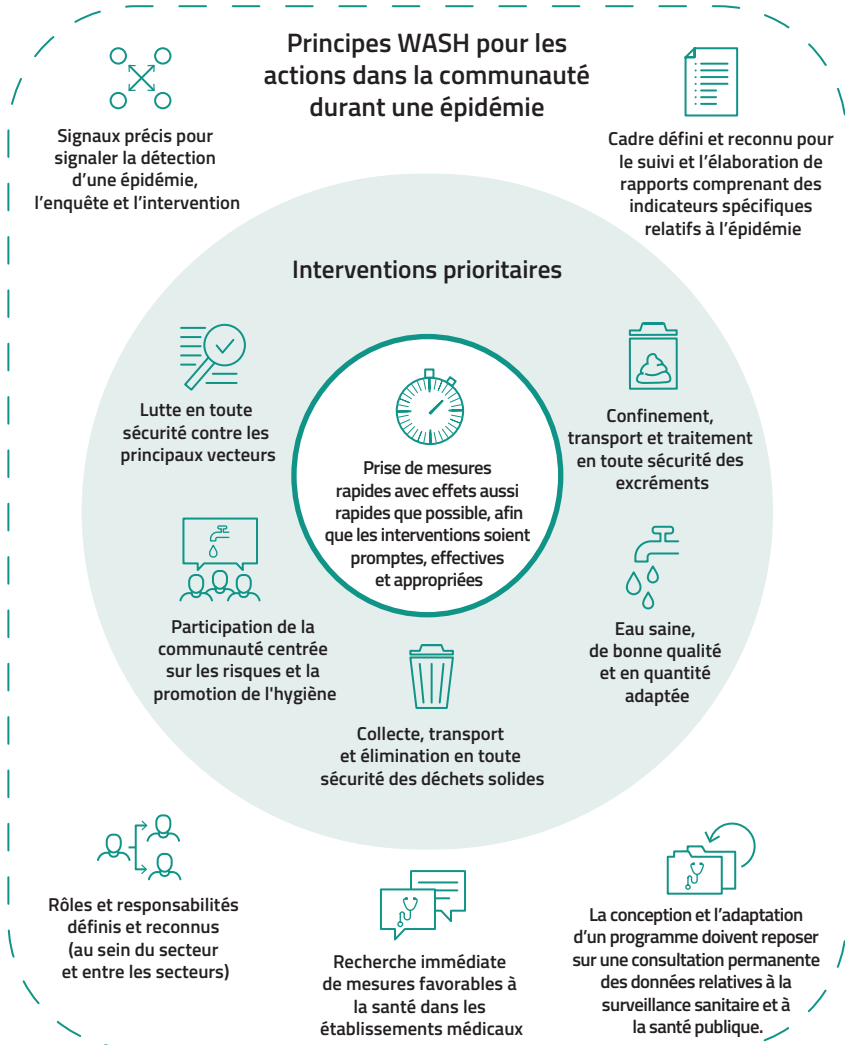 Principes WASH pour les
actions dans la communauté
durant une épidémie
Signaux précis pour
signaler la détection
d'une épidémie,
l'enquête et l'intervention
Cadre défini et reconnu pour
le suivi et l'élaboration de
rapports comprenant des
indicateurs spécifiques
relatifs à l'épidémie
Interventions prioritaires
Lutte en toute
sécurité contre les
principaux vecteurs
Prise de mesures
rapides avec effets aussi
rapides que possible, afin
que les interventions soient
promptes, effectives
et appropriées
Confinement,
transport et traitement
en toute sécurité des
excréments
Participation de la
communauté centrée
sur les risques et la
promotion de l'hygiène
Eau saine,
de bonne qualité
et en quantité
adaptée
Collecte, transport
et élimination en toute
sécurité des déchets solides
Rôles et responsabilités
définis et reconnus
(au sein du secteur
et entre les secteurs)
Recherche immédiate
de mesures favorables à
la santé dans les
établissements médicaux
La conception et l'adaptation
d'un programme doivent reposer
sur une consultation permanente
des données relatives à la
surveillance sanitaire et à
la santé publique.